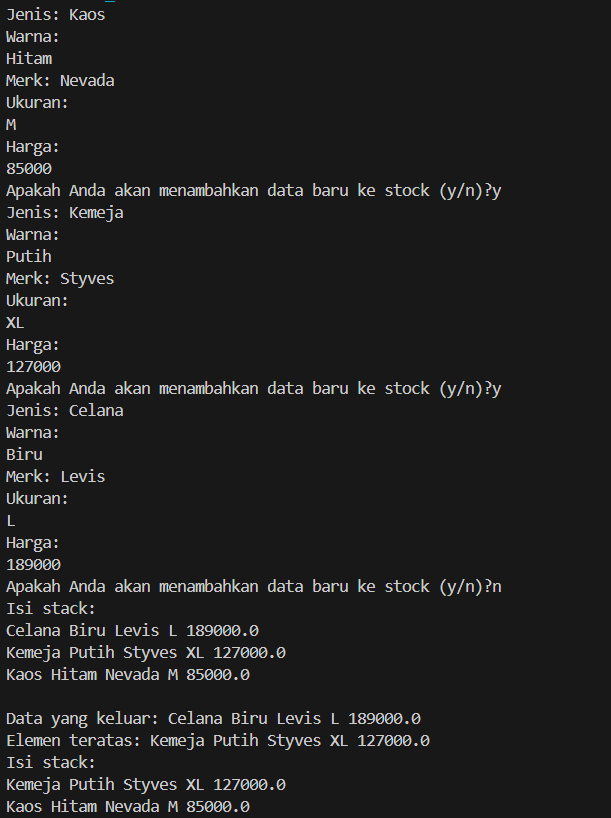 Jenis: Kaos
Warna:
Hitam
Merk: Nevada
Ukuran:
M
Harga:
85000
Apakah Anda akan menambahkan data baru ke stock (y/n)?y
Jenis: Kemeja
Warna:
Putih
Merk: Styves
Ukuran:
XL
Harga:
127000
Apakah Anda akan menambahkan data baru ke stock (y/n)?y
Jenis: Celana
Warna:
Biru
Merk: Levis
Ukuran:
L
Harga:
189000
Apakah Anda akan menambahkan data baru ke stock (y/n)?n
Isi stack:
Celana Biru Levis L 189000.0
Kemeja Putih Styves XL 127000.0
Kaos Hitam Nevada M 85000.0

Data yang keluar: Celana Biru Levis L 189000.0
Elemen teratas: Kemeja Putih Styves XL 127000.0
Isi stack:
Kemeja Putih Styves XL 127000.0
Kaos Hitam Nevada M 85000.0